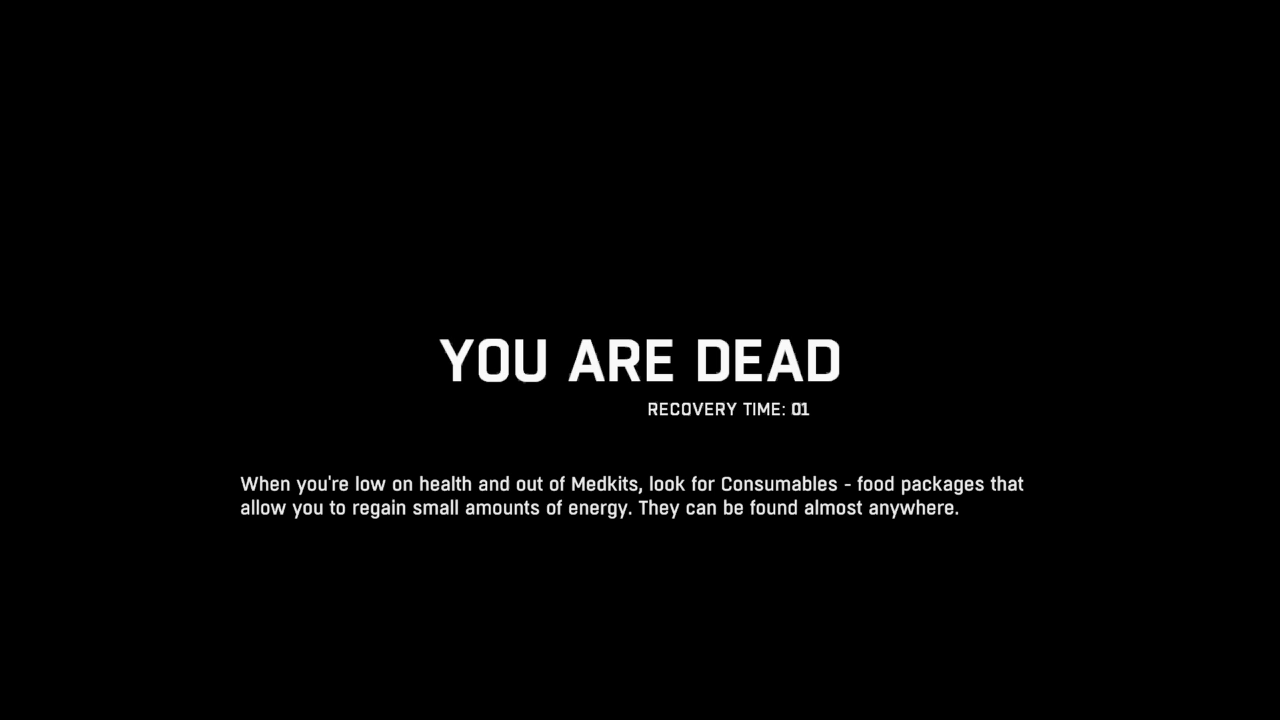 YOU ARE DEAD
RECOVERY TIME: 01
When you're low on health and out of Medkits, look for Consumables - food packages that
allow you to regain small amounts of energy. They can be found almost anywhere.